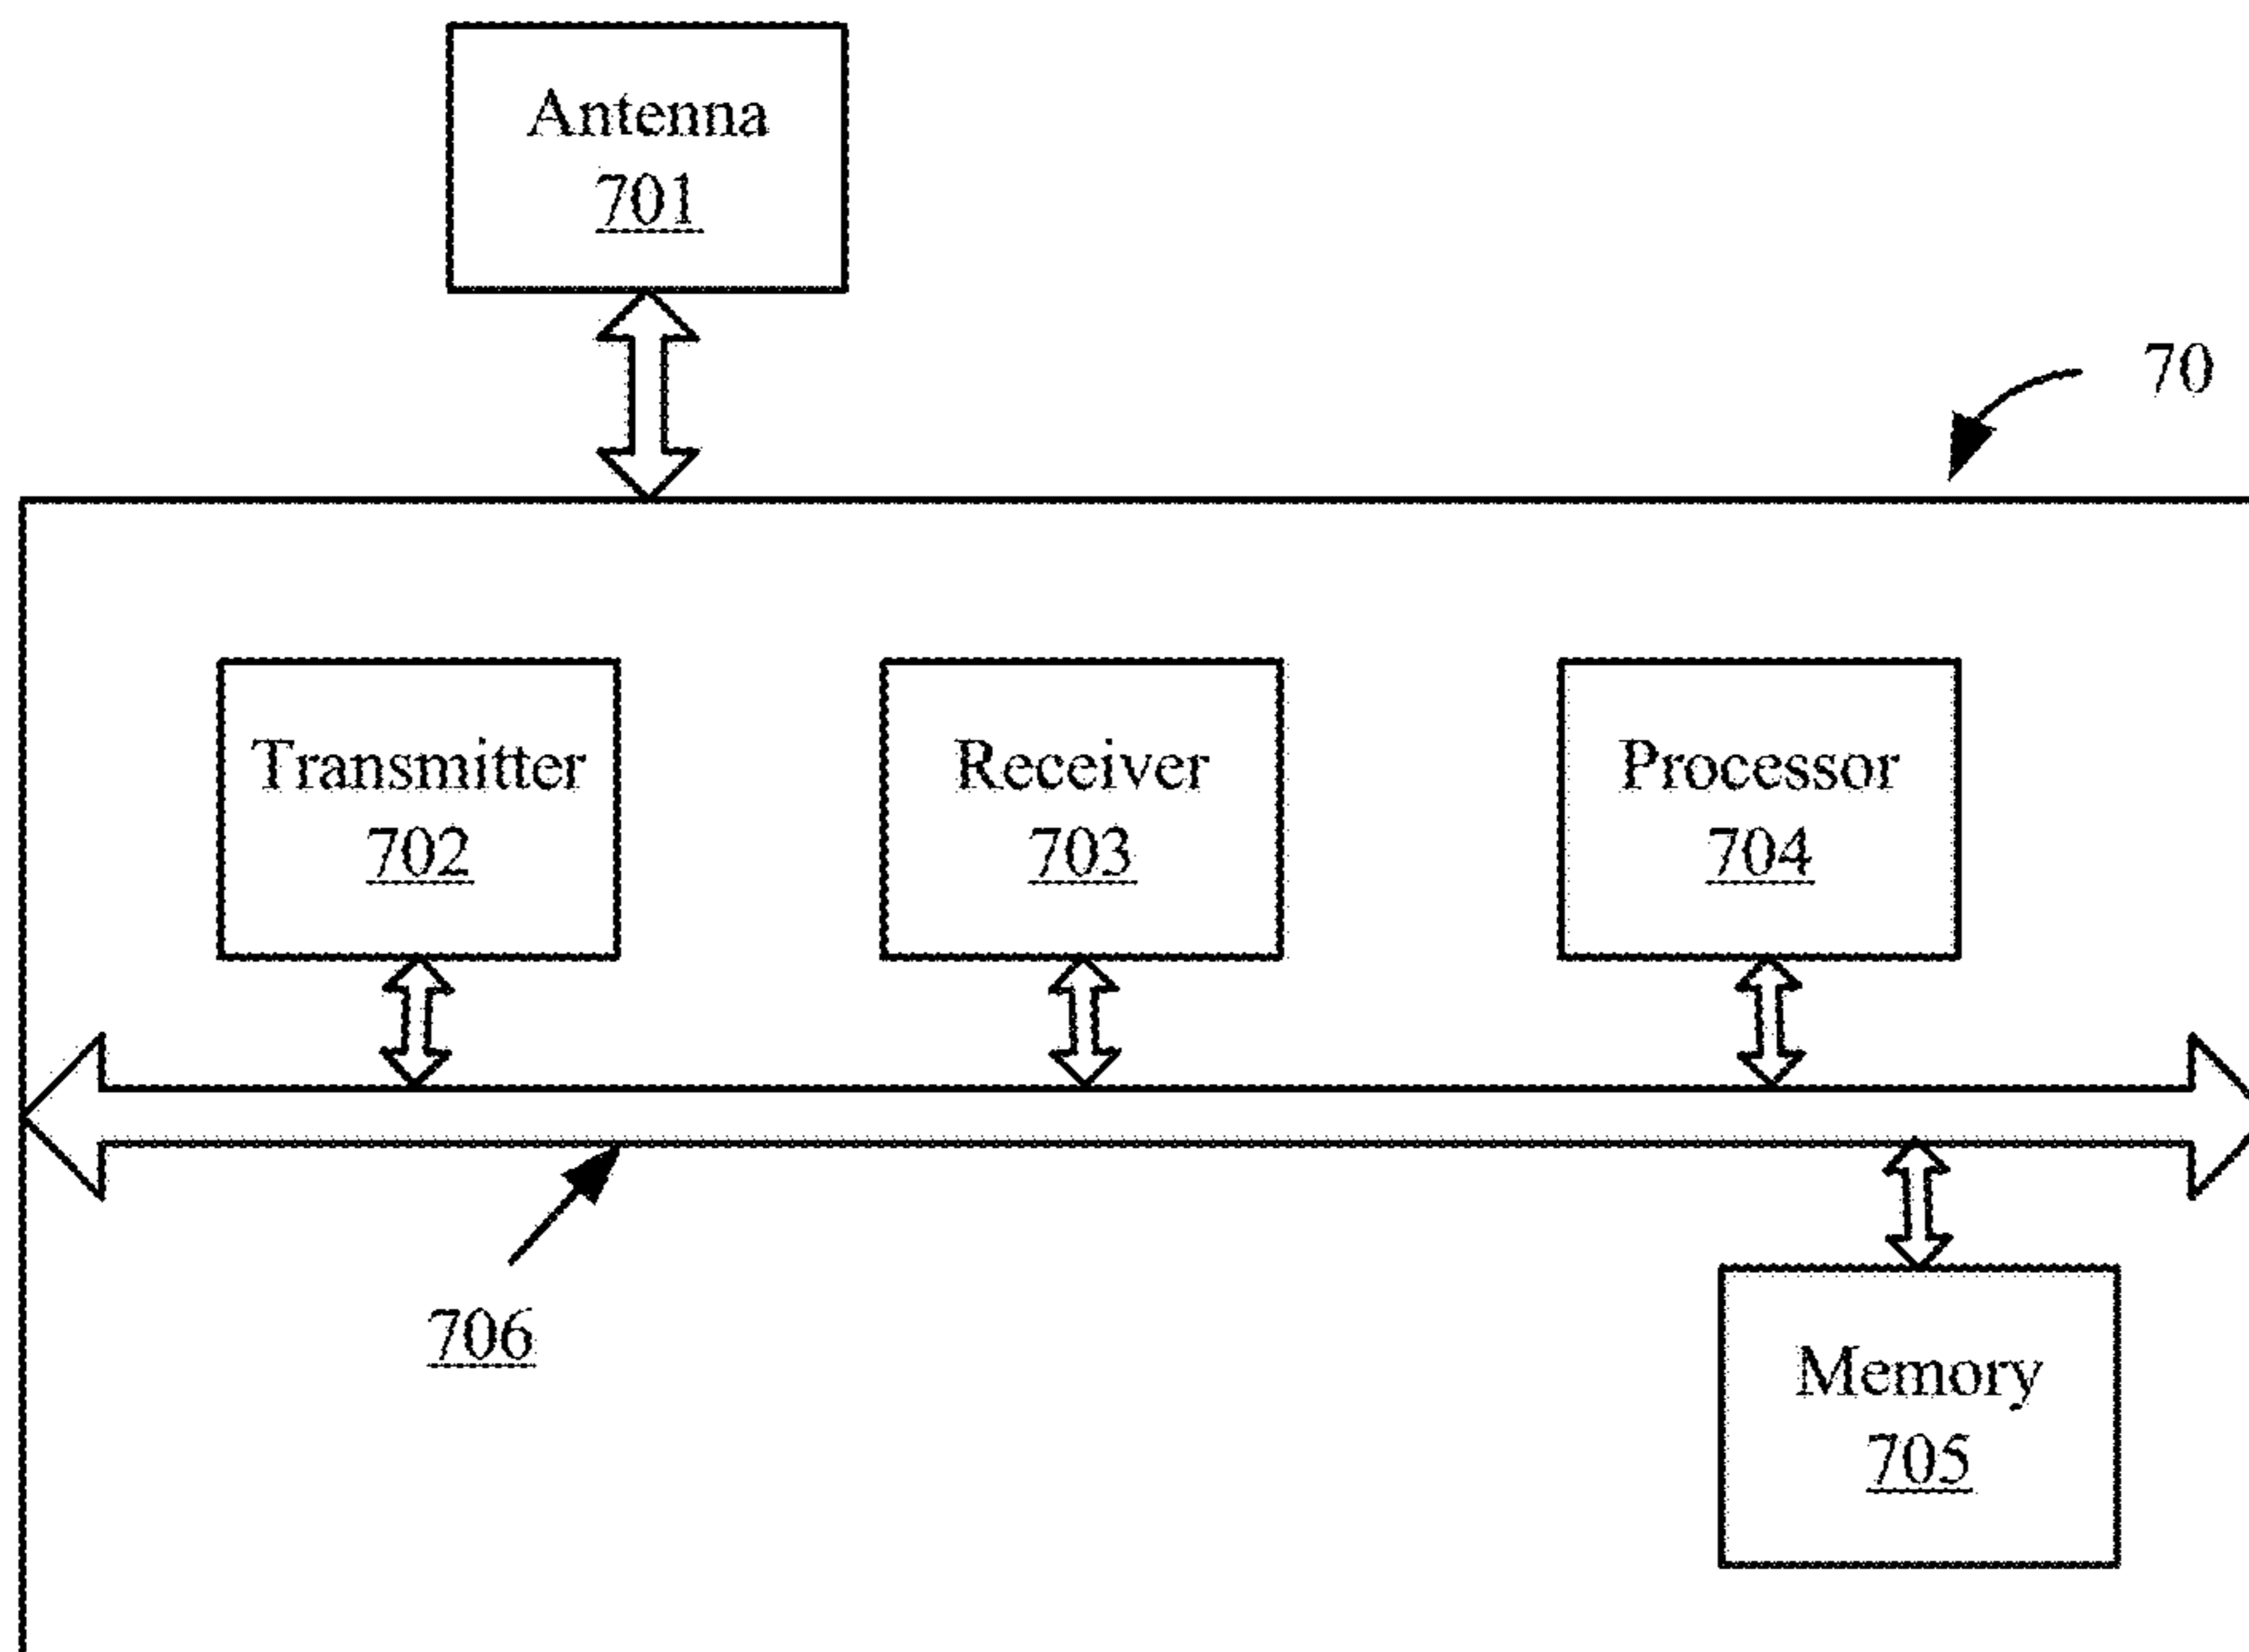 Antenna
701
70
Transmitter
702
Receiver
703
Processor
704
706
Memory
705